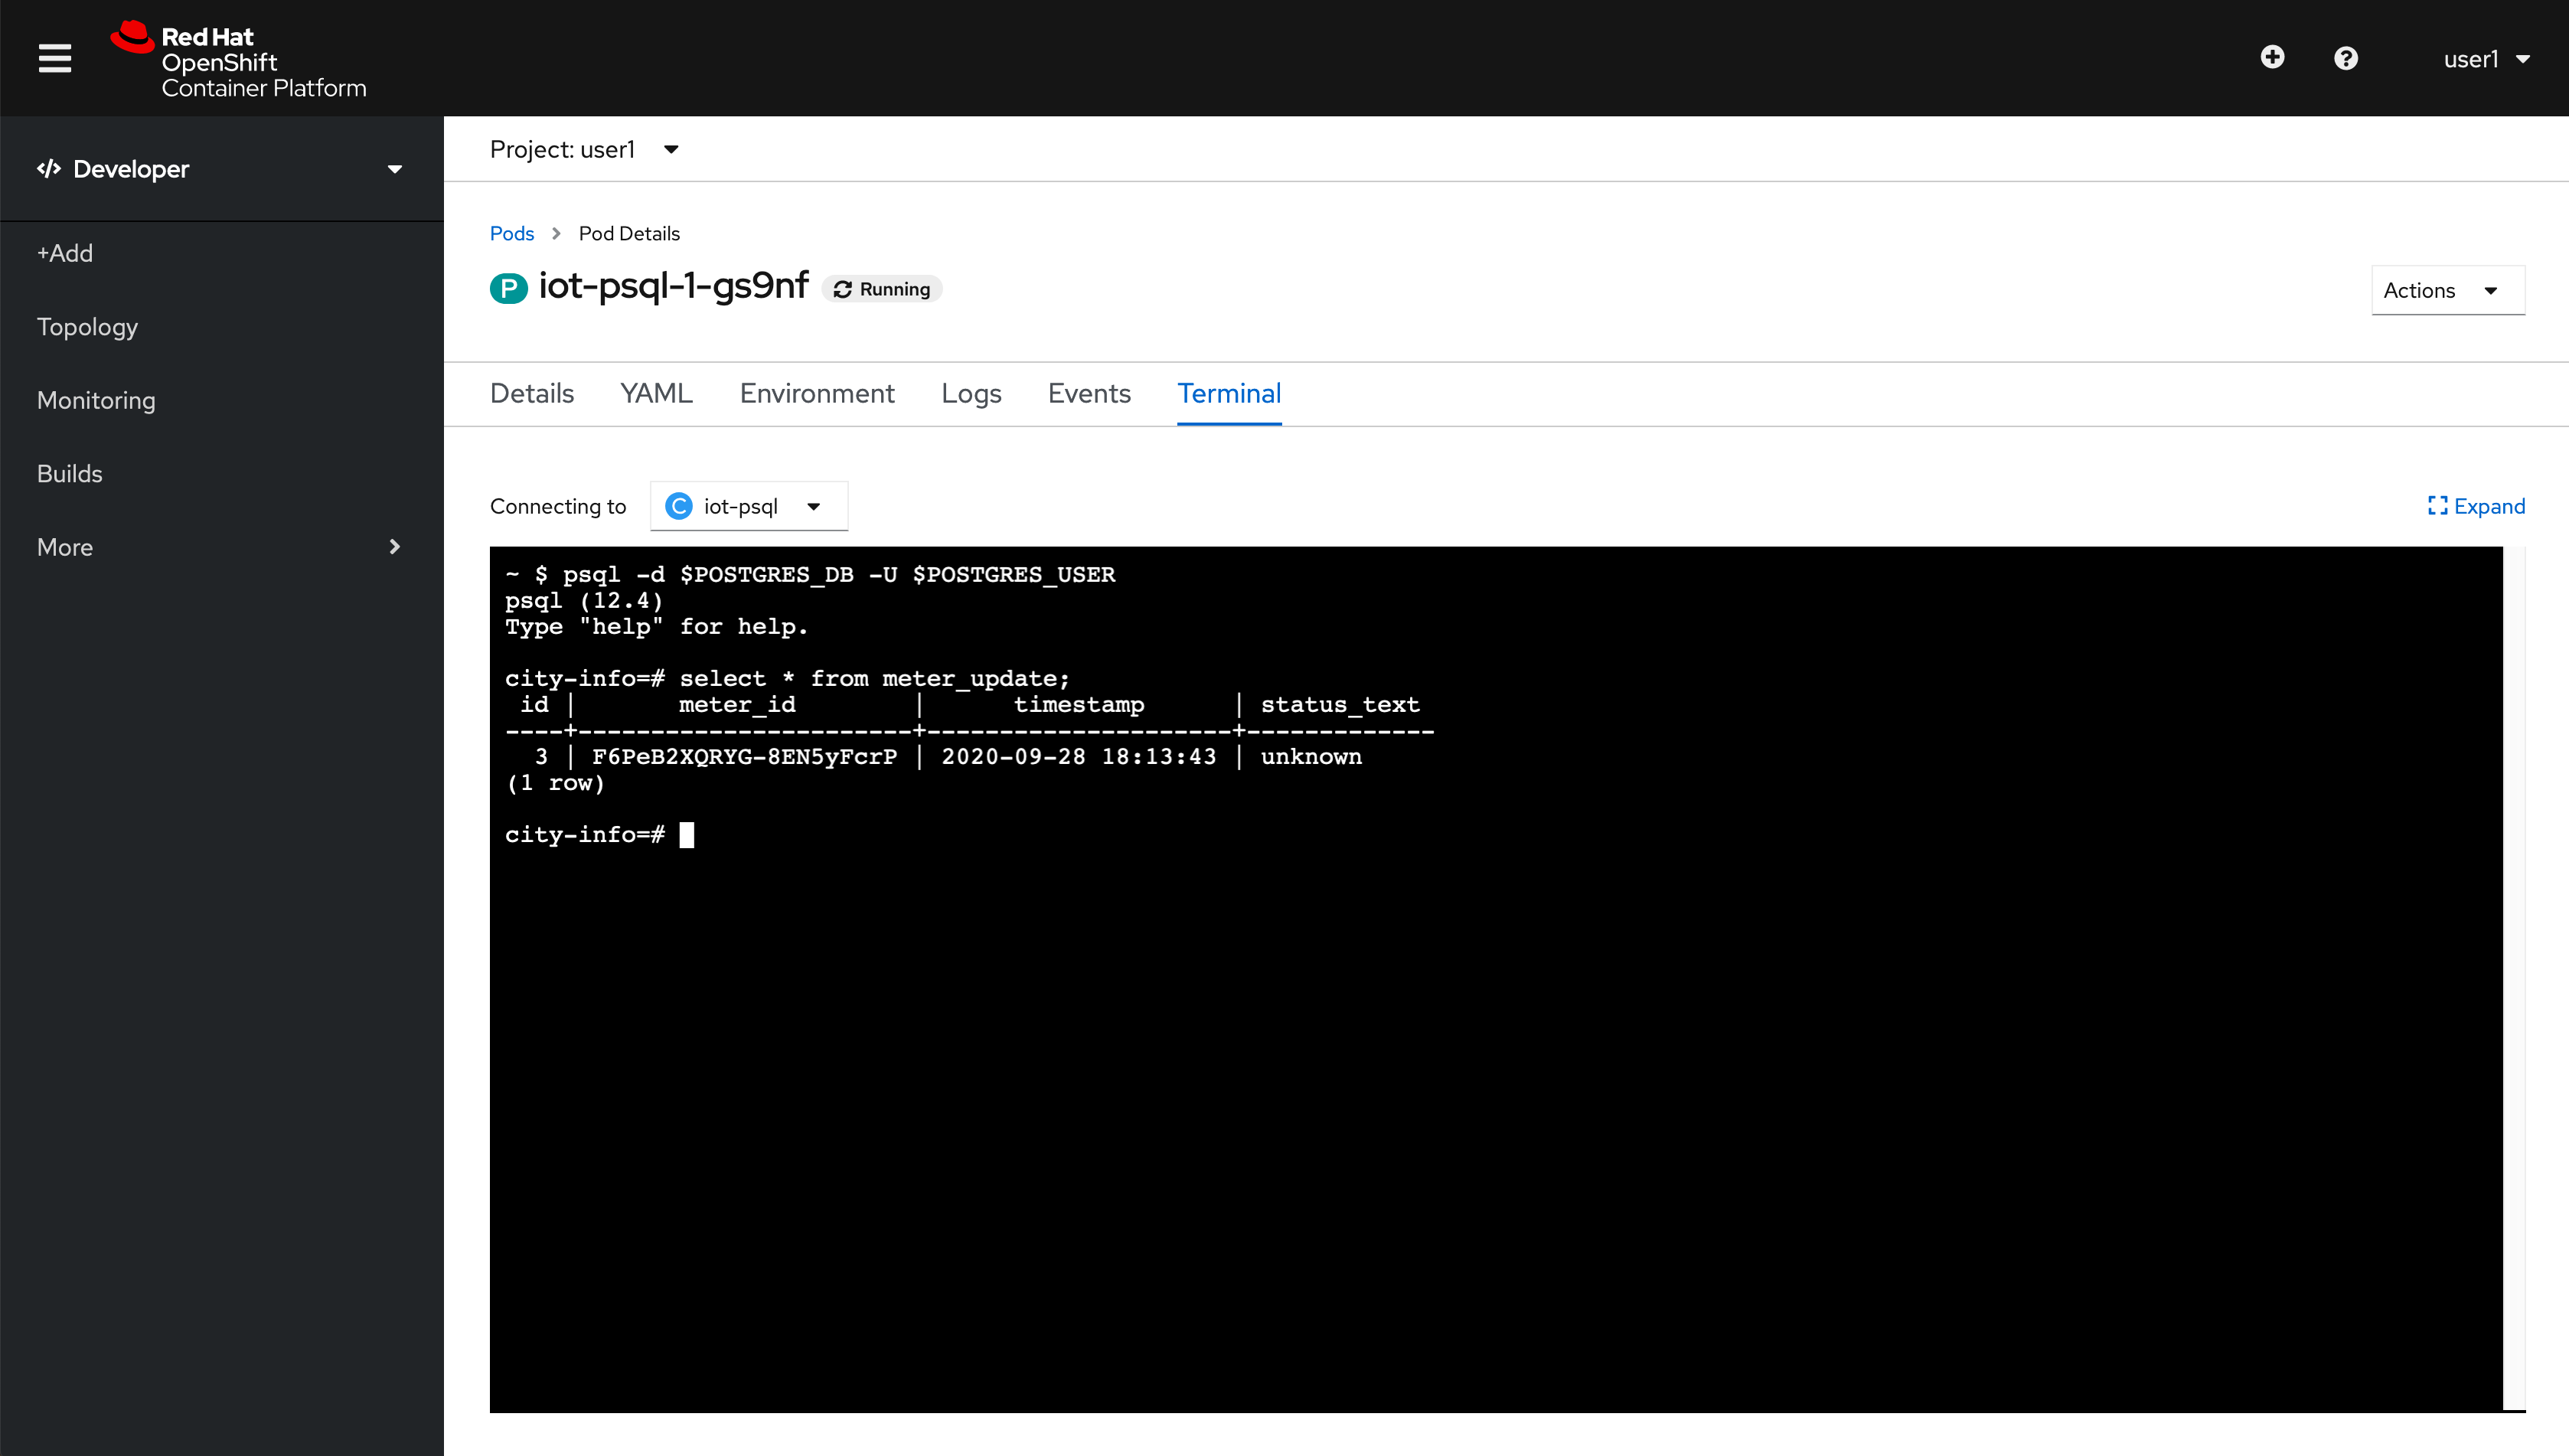 Red Hat
OpenShift
Container Platform
user1
Developer
+Add
Topology
Monitoring
Builds
More
Project: user1
Pods > Pod Details
P iot-psql-1-gs9nf Running
Actions
Details YAML Environment Logs Events Terminal
Connecting to C iot-psql
Expand
~ $ psql -d $POSTGRES_DB -U $POSTGRES_USER
psql (12.4)
Type "help" for help.
city-info=# select * from meter_update;
 id |       meter_id        |      timestamp      | status_text
----+-----------------------+---------------------+-------------
  3 | F6PeB2XQRYG-8EN5yFcrP | 2020-09-28 18:13:43 | unknown
(1 row)
city-info=#